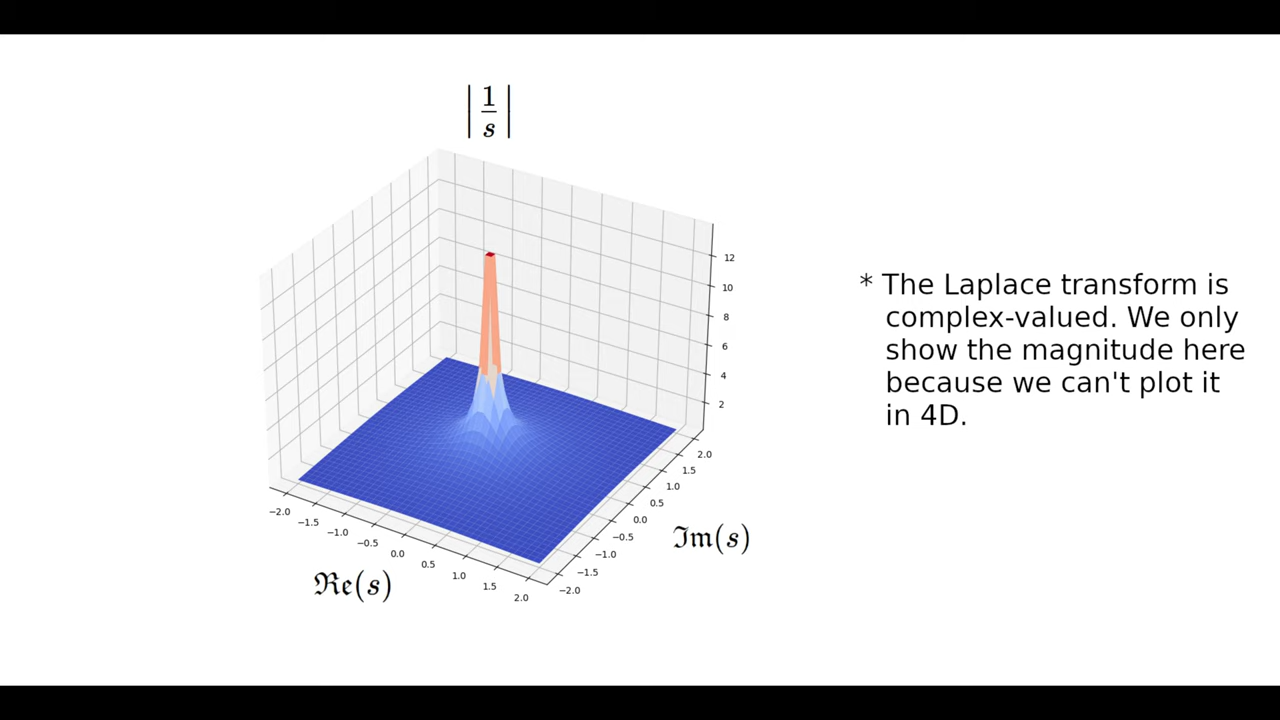 |1/s|
12
10
8
6
4
2
* The Laplace transform is
complex-valued. We only
show the magnitude here
because we can't plot it
in 4D.
−2.0 −1.5 −1.0 −0.5 0.0 0.5 1.0 1.5 2.0
ℜe(s)
2.0
1.5
1.0
0.5
0.0
−0.5
−1.0
−1.5
−2.0
ℑm(s)